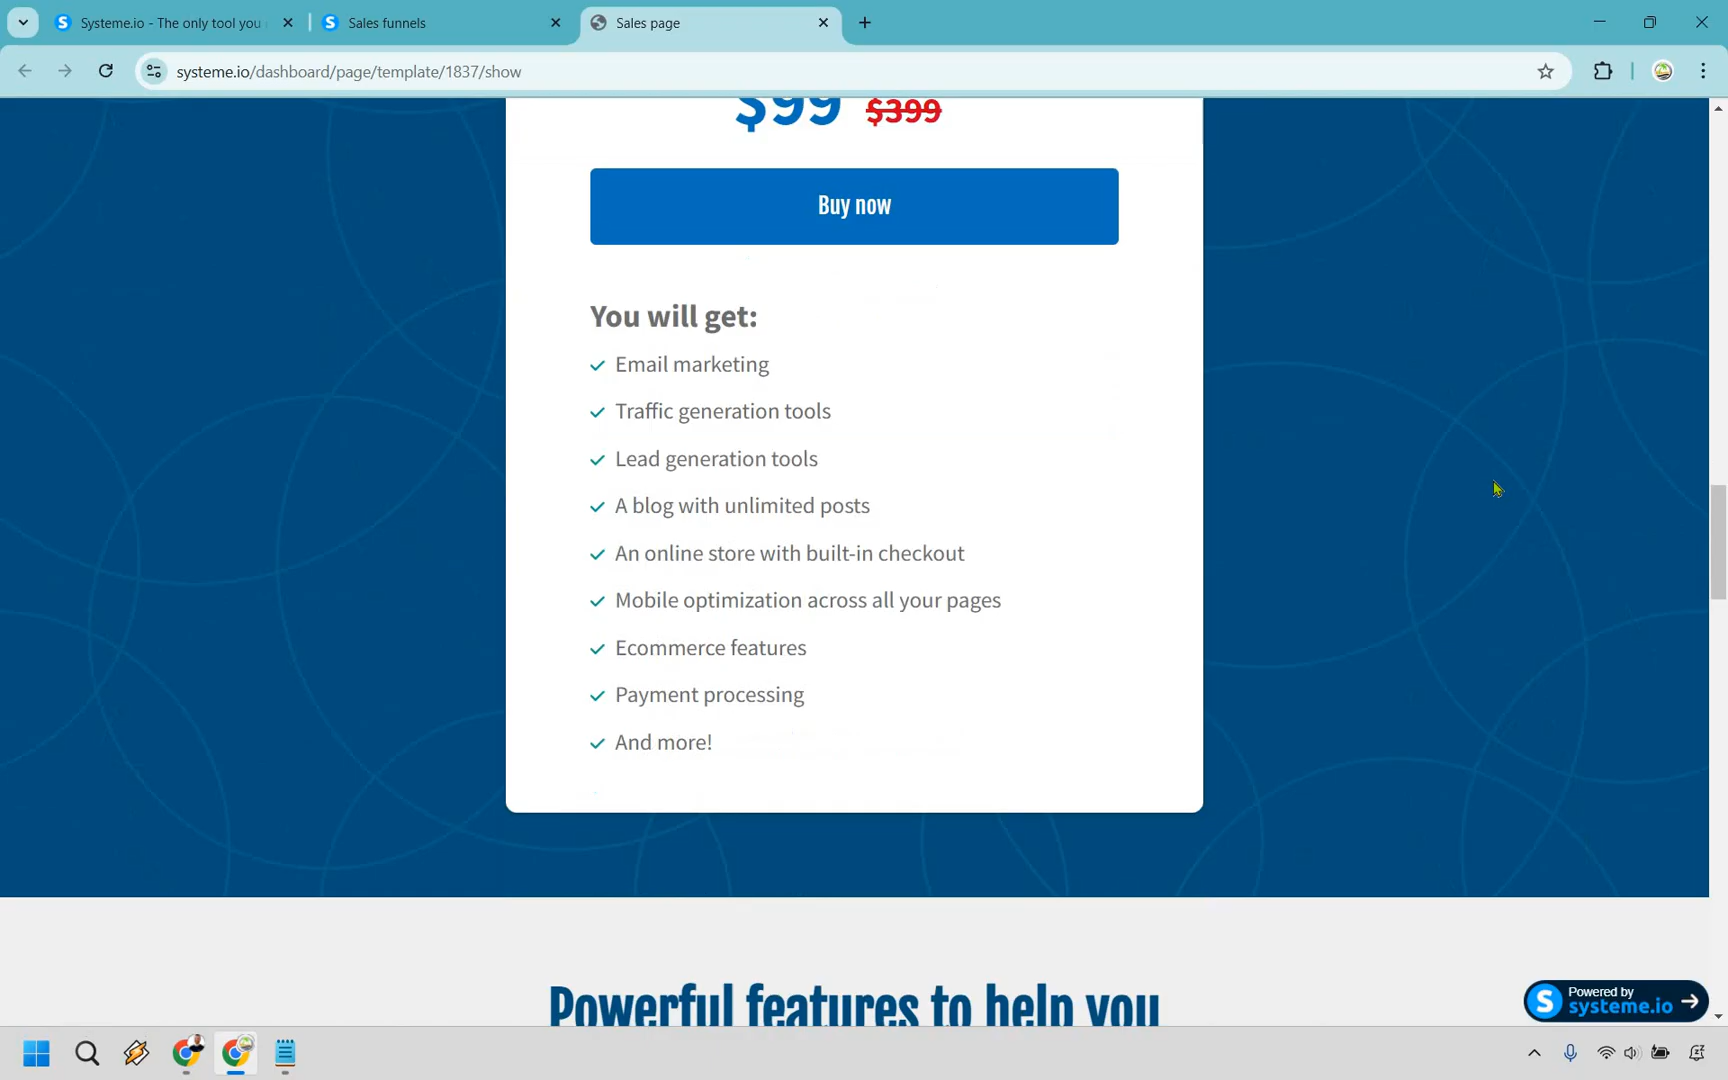 Systeme.io - The only tool you
Sales funnels
Sales page
systeme.io/dashboard/page/template/1837/show
$99 $399
Buy now
You will get:
Email marketing
Traffic generation tools
Lead generation tools
A blog with unlimited posts
An online store with built-in checkout
Mobile optimization across all your pages
Ecommerce features
Payment processing
And more!
Powerful features to help you
Powered by
systeme.io